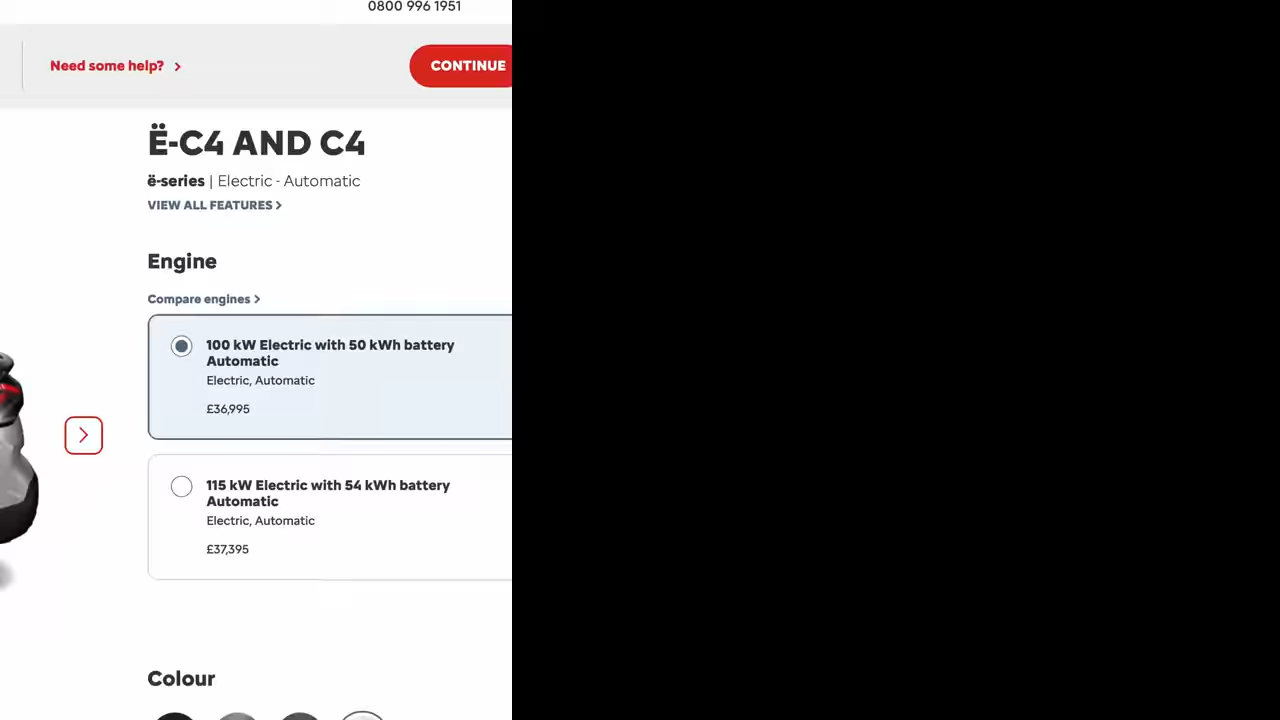 0800 996 1951
Need some help?
CONTINUE
Ë-C4 AND C4
ë-series | Electric - Automatic
VIEW ALL FEATURES
Engine
Compare engines
100 kW Electric with 50 kWh battery
Automatic
Electric, Automatic
£36,995
115 kW Electric with 54 kWh battery
Automatic
Electric, Automatic
£37,395
Colour